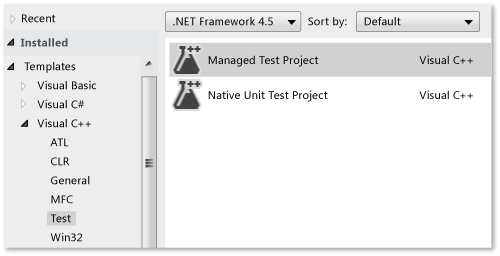 Recent
.NET Framework 4.5 Sort by: Default
Installed
Templates
Visual Basic
Visual C#
Visual C++
ATL
CLR
General
MFC
Test
Win32
Managed Test Project Visual C++
Native Unit Test Project Visual C++